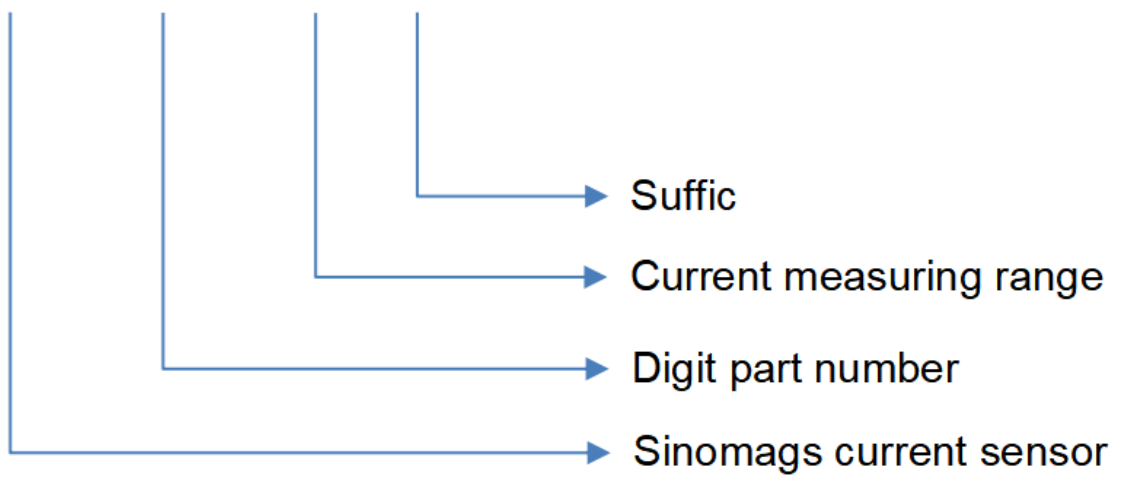 Suffic
Current measuring range
Digit part number
Sinomags current sensor